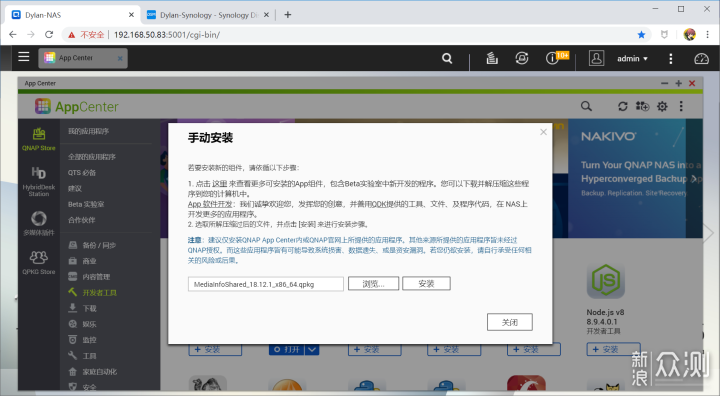 Dylan-NAS
Dylan-Synology - Synology Di
不安全 192.168.50.83:5001/cgi-bin/
App Center
10+
admin
App Center
AppCenter
QNAP Store
HybridDesk
Station
多媒体插件
QPKG Store
我的应用程序
全部的应用程序
QTS 必备
建议
Beta 实验室
合作伙伴
备份 / 同步
商业
内容管理
开发者工具
下载
娱乐
监控
工具
家庭自动化
安全
NAKIVO
Turn Your QNAP NAS into a
Hyperconverged Backup
Backup. Replication. Site Recovery
手动安装
若要安装新的组件，请依循以下步骤:
1. 点击 这里 来查看更多可安装的App组件，包含Beta实验室中新开发的程序。您可以下载并解压缩这些程
序到您的计算机中。
App 软件开发：我们诚挚欢迎您，发挥您的创意，并善用QDK提供的工具、文件、及程序代码，在 NAS上
开发更多的应用程序。
2. 选取所解压缩过后的文件，并点击 [安装] 来进行安装步骤。
注意：建议仅安装QNAP App Center内或QNAP官网上所提供的应用程序。其他来源所提供的应用程序皆未经过
QNAP授权，而这些应用程序皆有可能导致系统损害、数据遗失，或是资安漏洞。若您仍欲安装，请自行承受任何相
关的风险或后果。
MediaInfoShared_18.12.1_x86_64.qpkg
浏览...
安装
关闭
Node.js v8
8.9.4.0.1
开发者工具
+ 安装
打开
+ 安装
+ 安装
+ 安装
+ 安装
新浪
众测